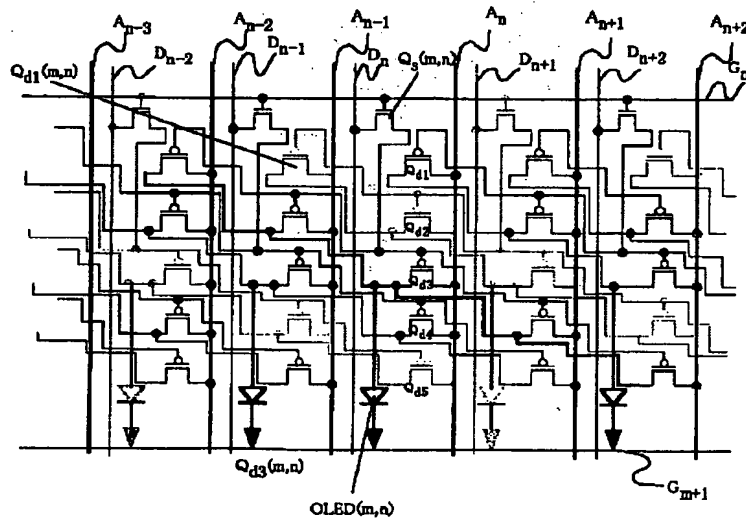 A_{n-3} A_{n-2} A_{n-1} A_n A_{n+1} A_{n+2}
D_{n-2} D_{n-1} D_n D_{n+1} D_{n+2}
Q_{d1}(m,n) Q_s(m,n)
Q_{d1}
Q_{d2}
Q_{d3}
Q_{d4}
Q_{d5}
Q_{d3}(m,n)
G_{m+1}
OLED(m,n)